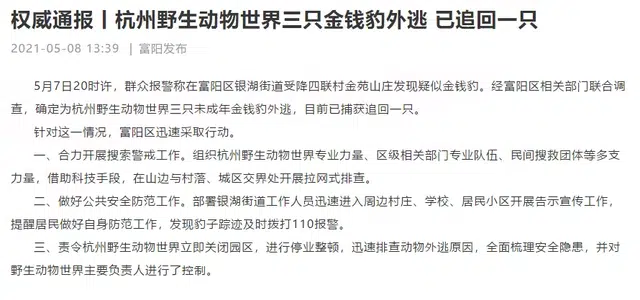 权威通报丨杭州野生动物世界三只金钱豹外逃 已追回一只
2021-05-08 13:39 | 富阳发布
5月7日20时许，群众报警称在富阳区银湖街道受降四联村金苑山庄发现疑似金钱豹。经富阳区相关部门联合调
查，确定为杭州野生动物世界三只未成年金钱豹外逃，目前已捕获追回一只。
针对这一情况，富阳区迅速采取行动。
一、合力开展搜索警戒工作。组织杭州野生动物世界专业力量、区级相关部门专业队伍、民间搜救团体等多支
力量，借助科技手段，在山边与村落、城区交界处开展拉网式排查。
二、做好公共安全防范工作。部署银湖街道工作人员迅速进入周边村庄、学校、居民小区开展告示宣传工作，
提醒居民做好自身防范工作，发现豹子踪迹及时拨打110报警。
三、责令杭州野生动物世界立即关闭园区，进行停业整顿，迅速排查动物外逃原因，全面梳理安全隐患，并对
野生动物世界主要负责人进行了控制。